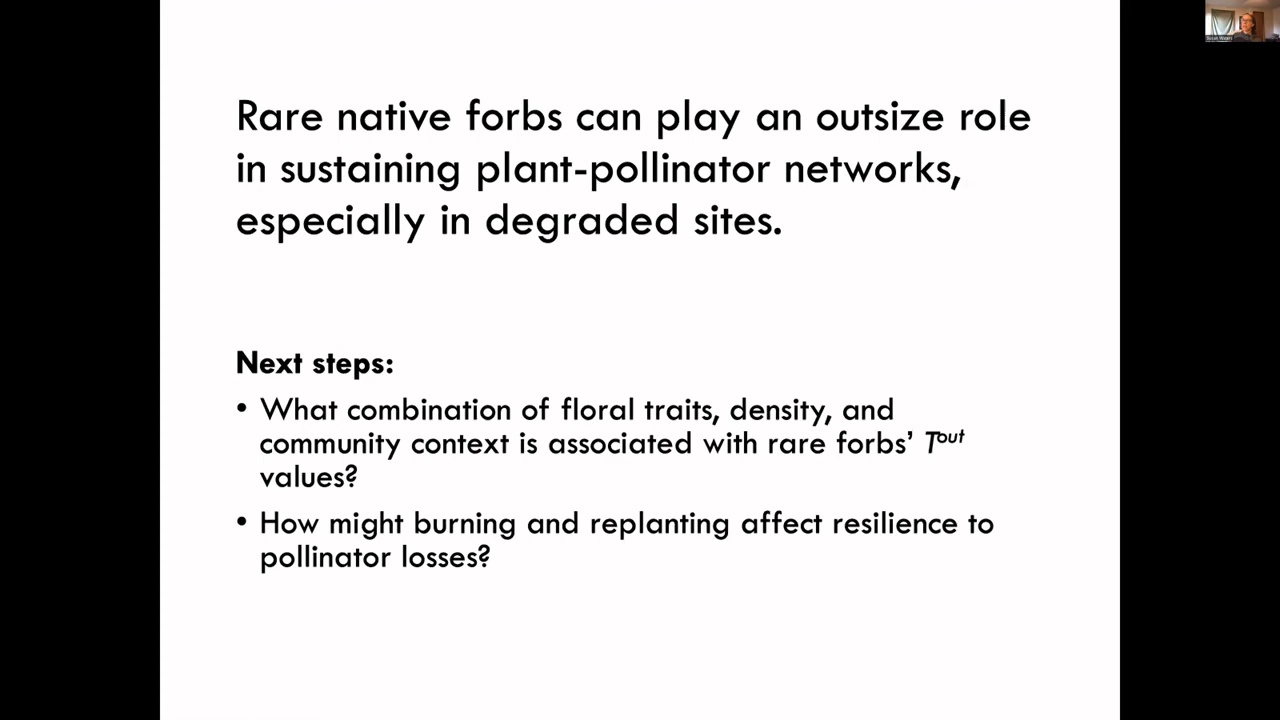 Rare native forbs can play an outsize role
in sustaining plant-pollinator networks,
especially in degraded sites.
Next steps:
• What combination of floral traits, density, and
community context is associated with rare forbs’ Tᵒᵘᵗ
values?
• How might burning and replanting affect resilience to
pollinator losses?